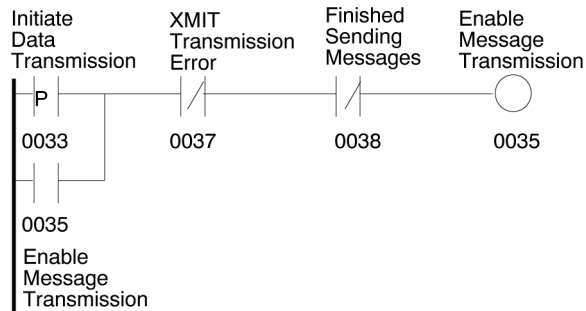 Initiate
Data
Transmission
XMIT
Transmission
Error
Finished
Sending
Messages
Enable
Message
Transmission
P
0033
0037
0038
0035
0035
Enable
Message
Transmission